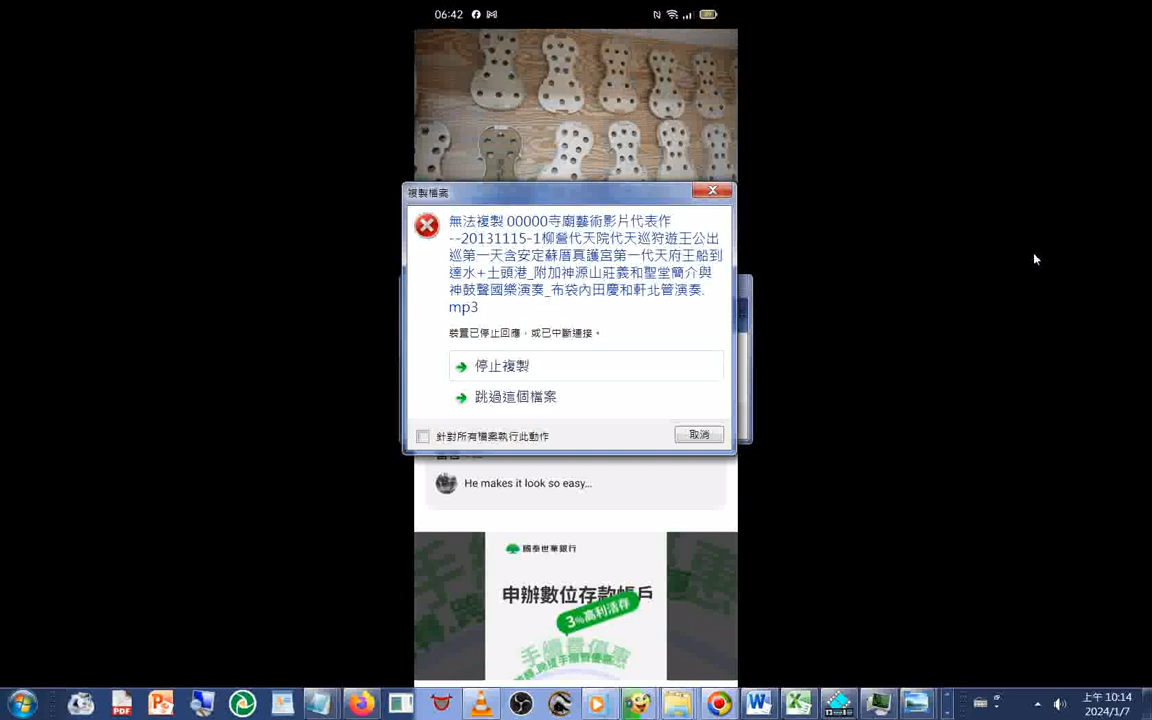 06:42
複製檔案
無法複製 00000寺廟藝術影片代表作
--20131115-1柳營代天院代天巡狩遊王公出
巡第一天含安定蘇厝真護宮第一代天府王船到
達水+土頭港_附加神源山莊義和聖堂簡介與
神鼓聲國樂演奏_布袋內田慶和軒北管演奏.
mp3
裝置已停止回應，或已中斷連接。
停止複製
跳過這個檔案
針對所有檔案執行此動作
取消
He makes it look so easy...
國泰世華銀行
申辦數位存款帳戶
3%高利活存
手續費優惠
上午 10:14
2024/1/7